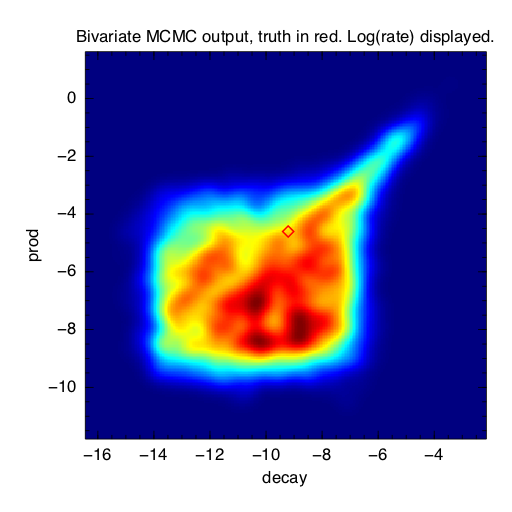 Bivariate MCMC output, truth in red. Log(rate) displayed.
0
−2
−4
−6
−8
−10
prod
−16 −14 −12 −10 −8 −6 −4
decay